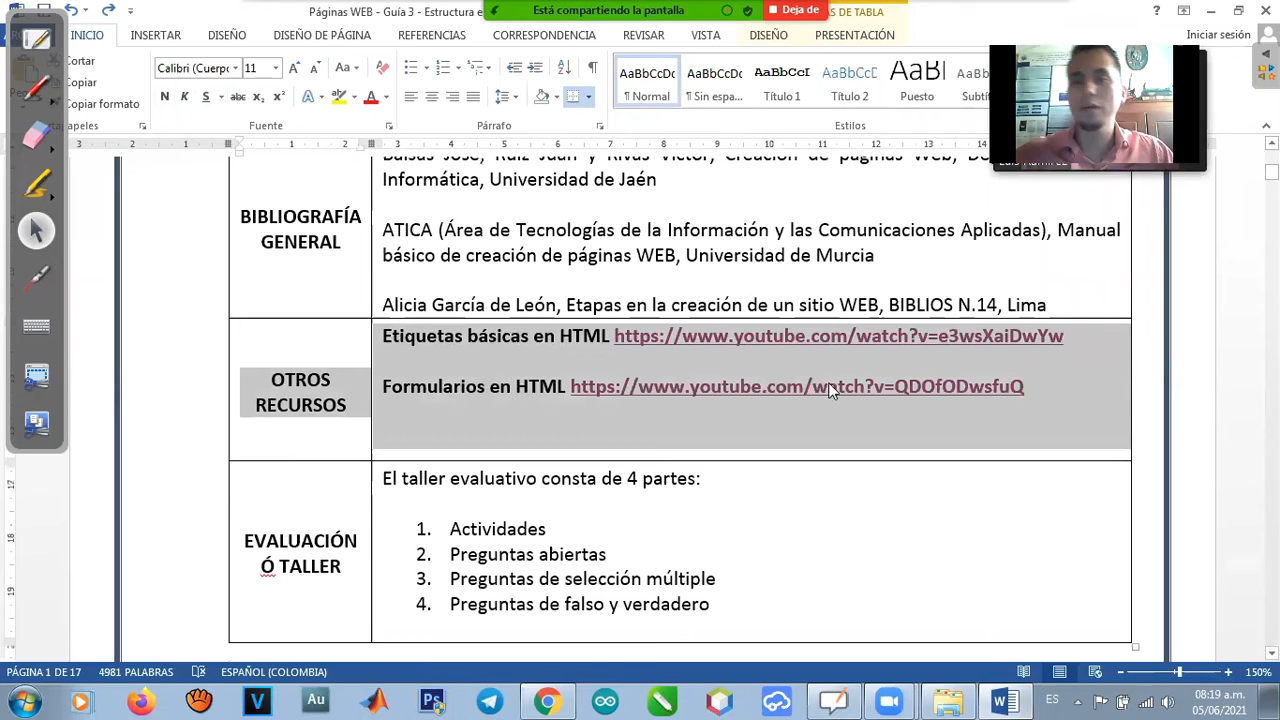 Páginas WEB - Guía 3 - Estructura e
Está compartiendo la pantalla
Deja de
AS DE TABLA
?
INICIO
INSERTAR
DISEÑO
DISEÑO DE PÁGINA
REFERENCIAS
CORRESPONDENCIA
REVISAR
VISTA
DISEÑO
PRESENTACIÓN
Iniciar sesión
Cortar
Copiar
Copiar formato
Calibri (Cuerpo
11
Fuente
Párrafo
AaBbCcDc
¶ Normal
AaBbCcDc
¶ Sin espa...
AaBbCcI
Título 1
AaBbCcD
Título 2
AaBl
Puesto
Estilos
Informática, Universidad de Jaén
BIBLIOGRAFÍA
GENERAL
ATICA (Área de Tecnologías de la Información y las Comunicaciones Aplicadas), Manual
básico de creación de páginas WEB, Universidad de Murcia
Alicia García de León, Etapas en la creación de un sitio WEB, BIBLIOS N.14, Lima
OTROS
RECURSOS
Etiquetas básicas en HTML https://www.youtube.com/watch?v=e3wsXaiDwYw
Formularios en HTML https://www.youtube.com/watch?v=QDOfODwsfuQ
EVALUACIÓN
Ó TALLER
El taller evaluativo consta de 4 partes:
1. Actividades
2. Preguntas abiertas
3. Preguntas de selección múltiple
4. Preguntas de falso y verdadero
PÁGINA 1 DE 17
4981 PALABRAS
ESPAÑOL (COLOMBIA)
150%
ES
08:19 a.m.
05/06/2021